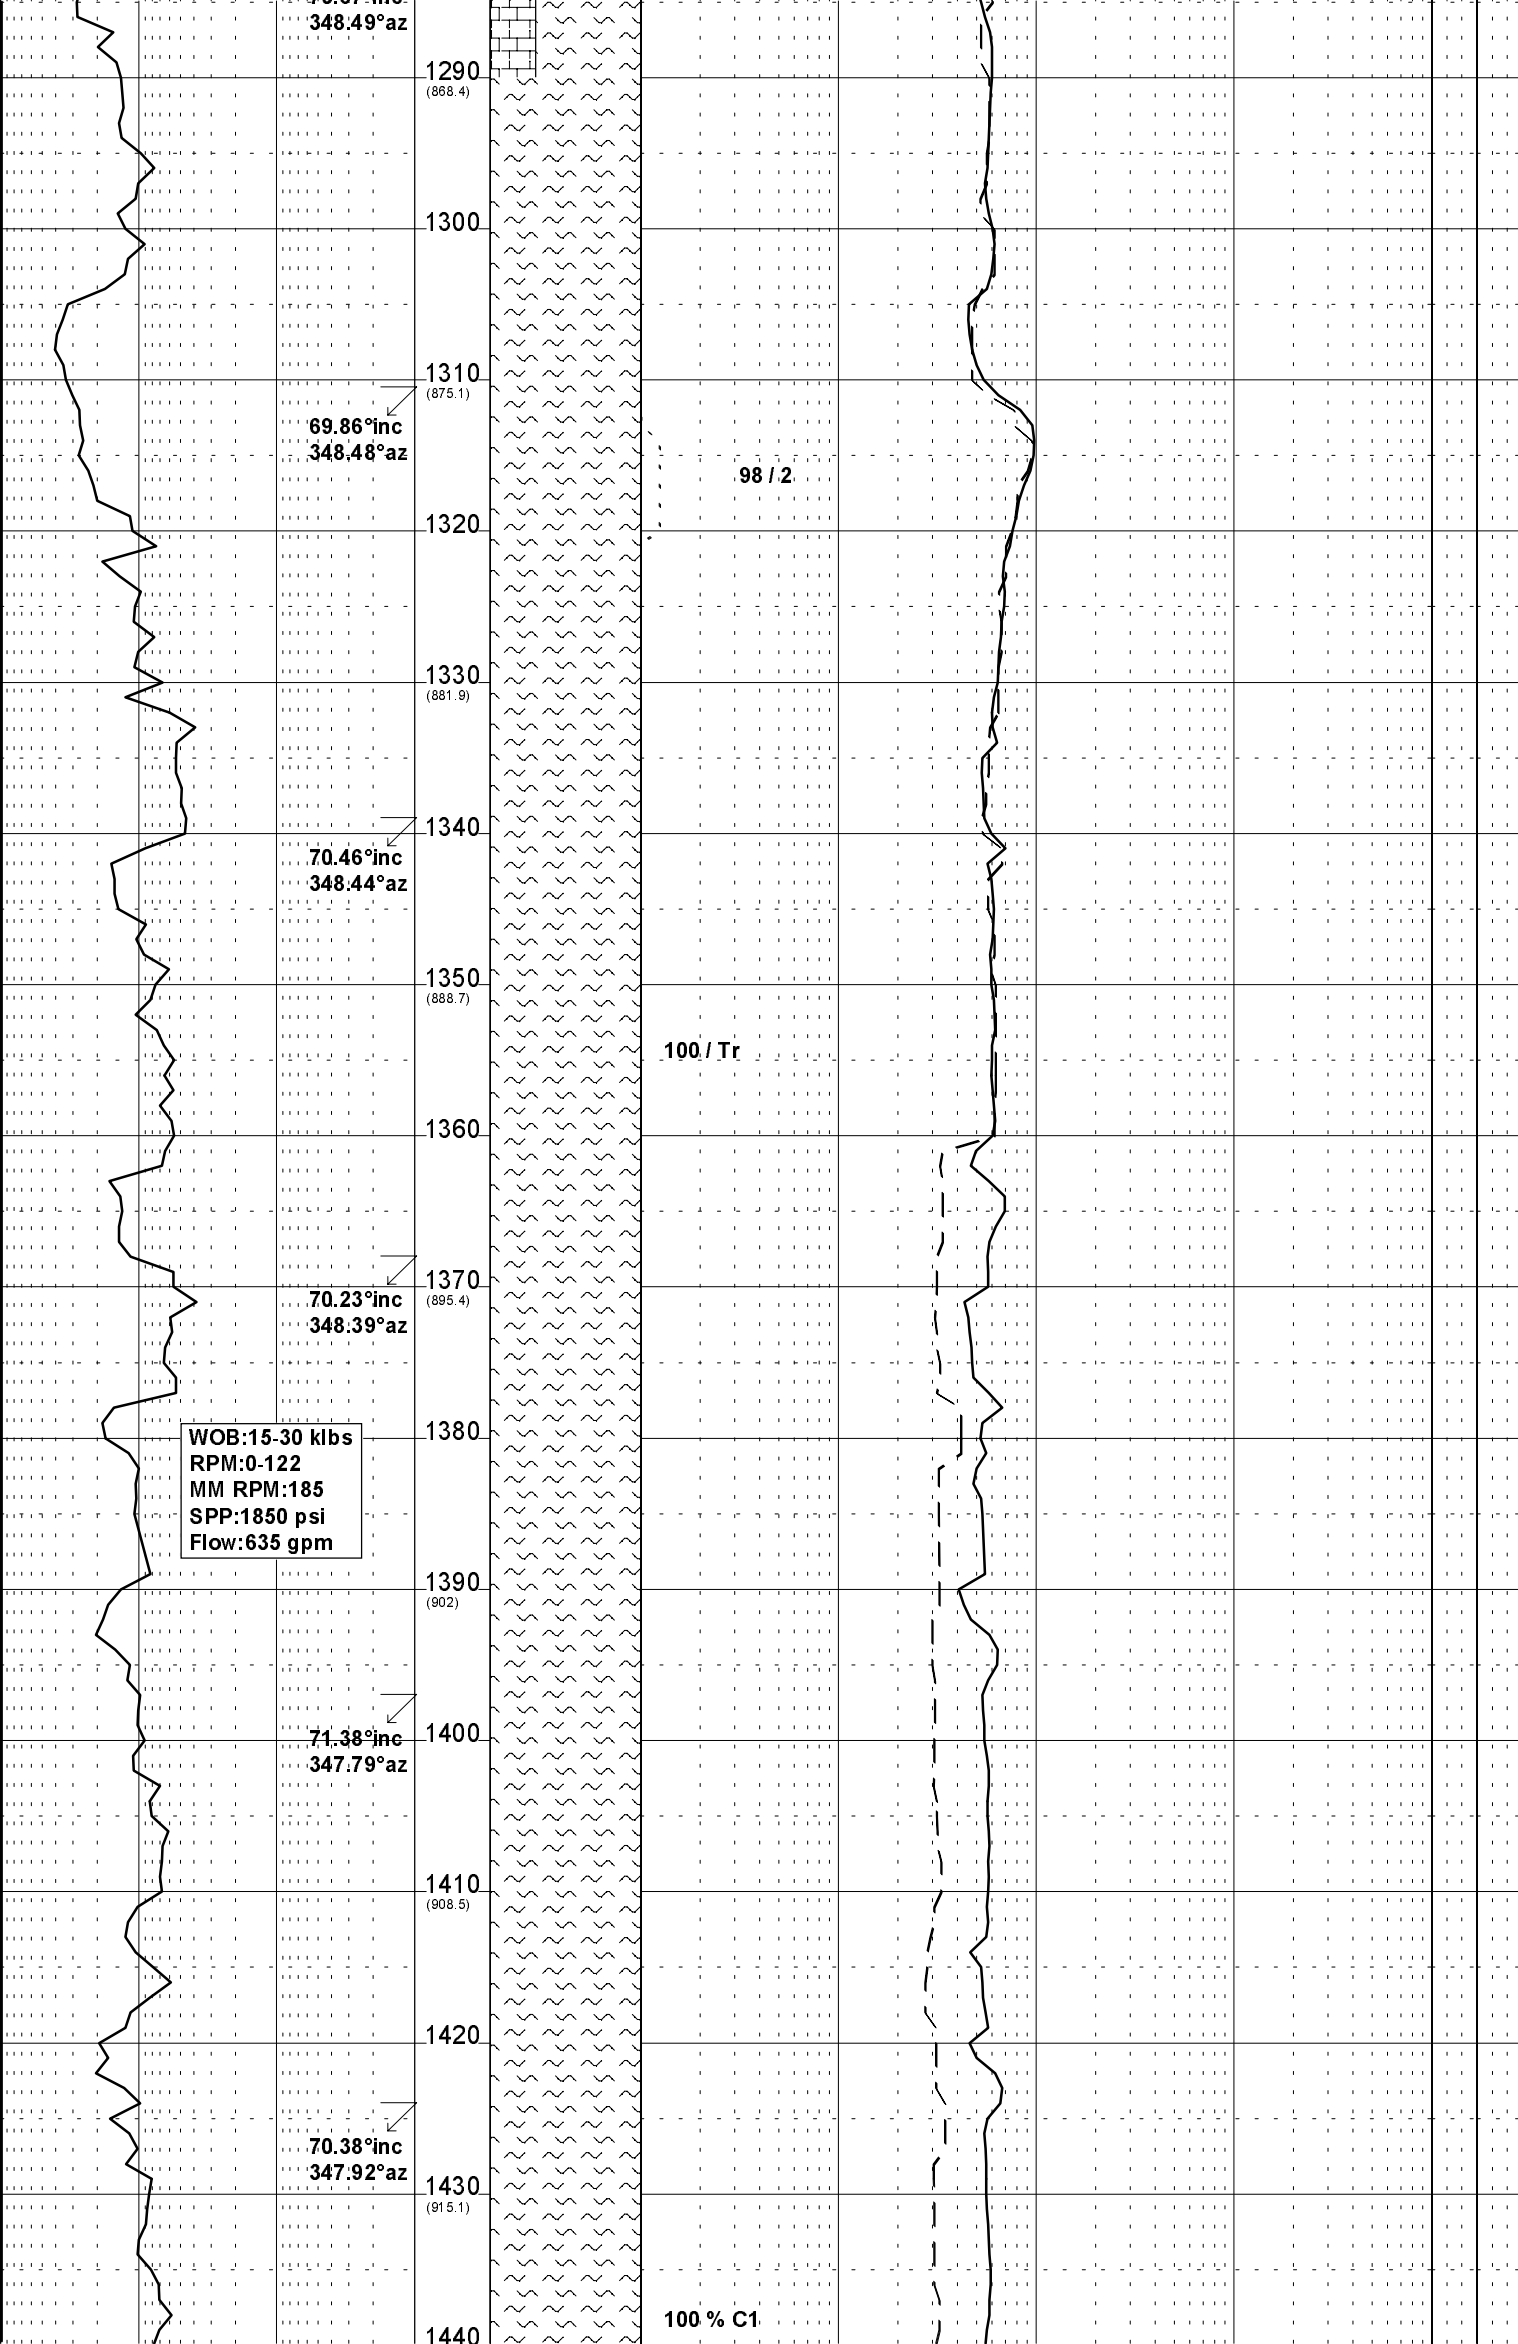 348.49°az
1290
(868.4)
1300
1310
(875.1)
69.86°inc
348.48°az
98 / 2
1320
1330
(881.9)
1340
70.46°inc
348.44°az
1350
(888.7)
100 / Tr
1360
1370
(895.4)
70.23°inc
348.39°az
1380
WOB:15-30 klbs
RPM:0-122
MM RPM:185
SPP:1850 psi
Flow:635 gpm
1390
(902)
1400
71.38°inc
347.79°az
1410
(908.5)
1420
70.38°inc
347.92°az
1430
(915.1)
100 % C1
1440